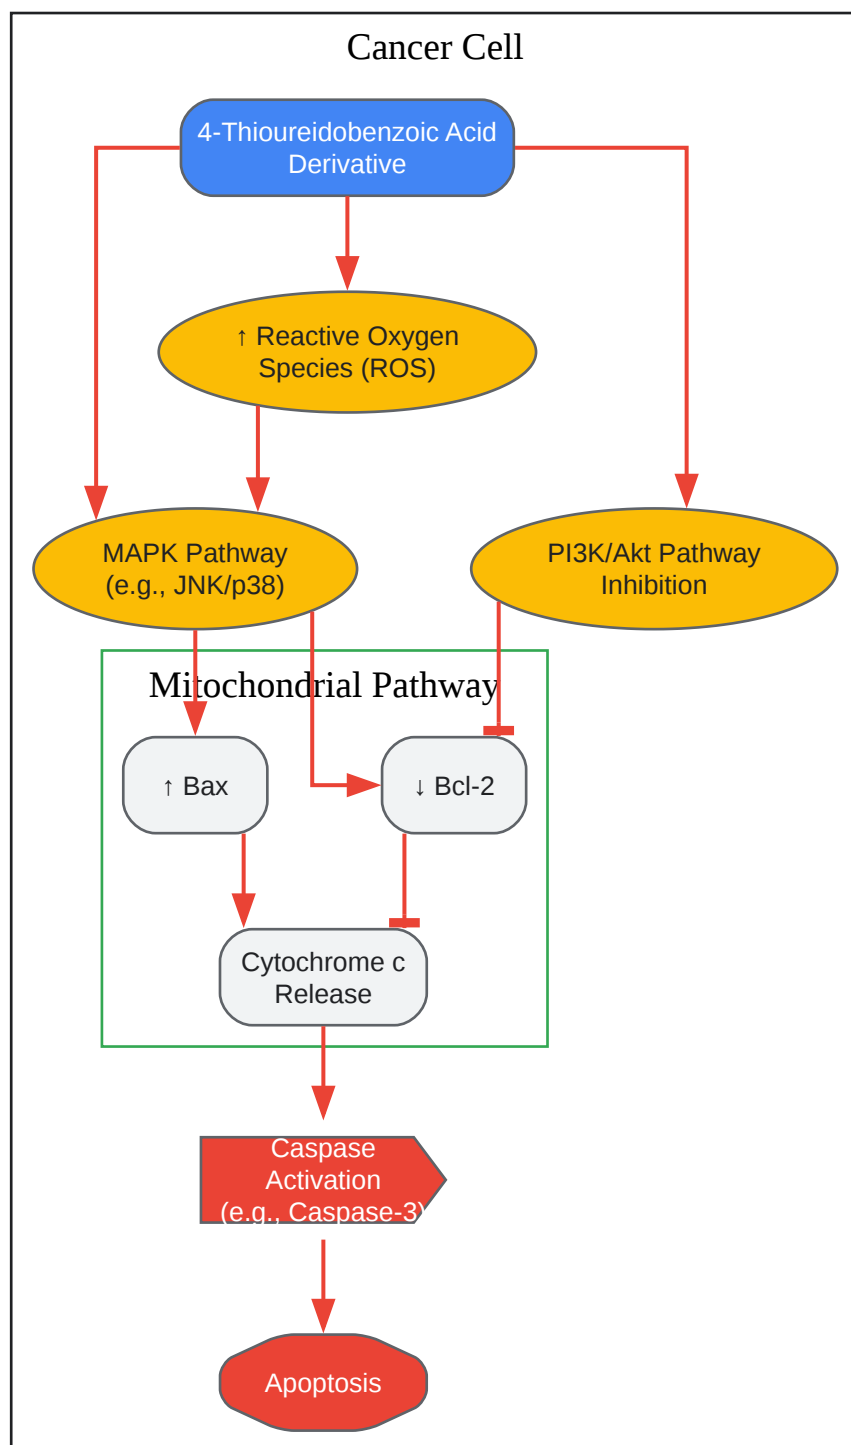 Cancer Cell
4-Thioureidobenzoic Acid
Derivative
↑ Reactive Oxygen
Species (ROS)
MAPK Pathway
(e.g., JNK/p38)
PI3K/Akt Pathway
Inhibition
Mitochondrial Pathway
↑ Bax
↓ Bcl-2
Cytochrome c
Release
Caspase
Activation
(e.g., Caspase-3)
Apoptosis